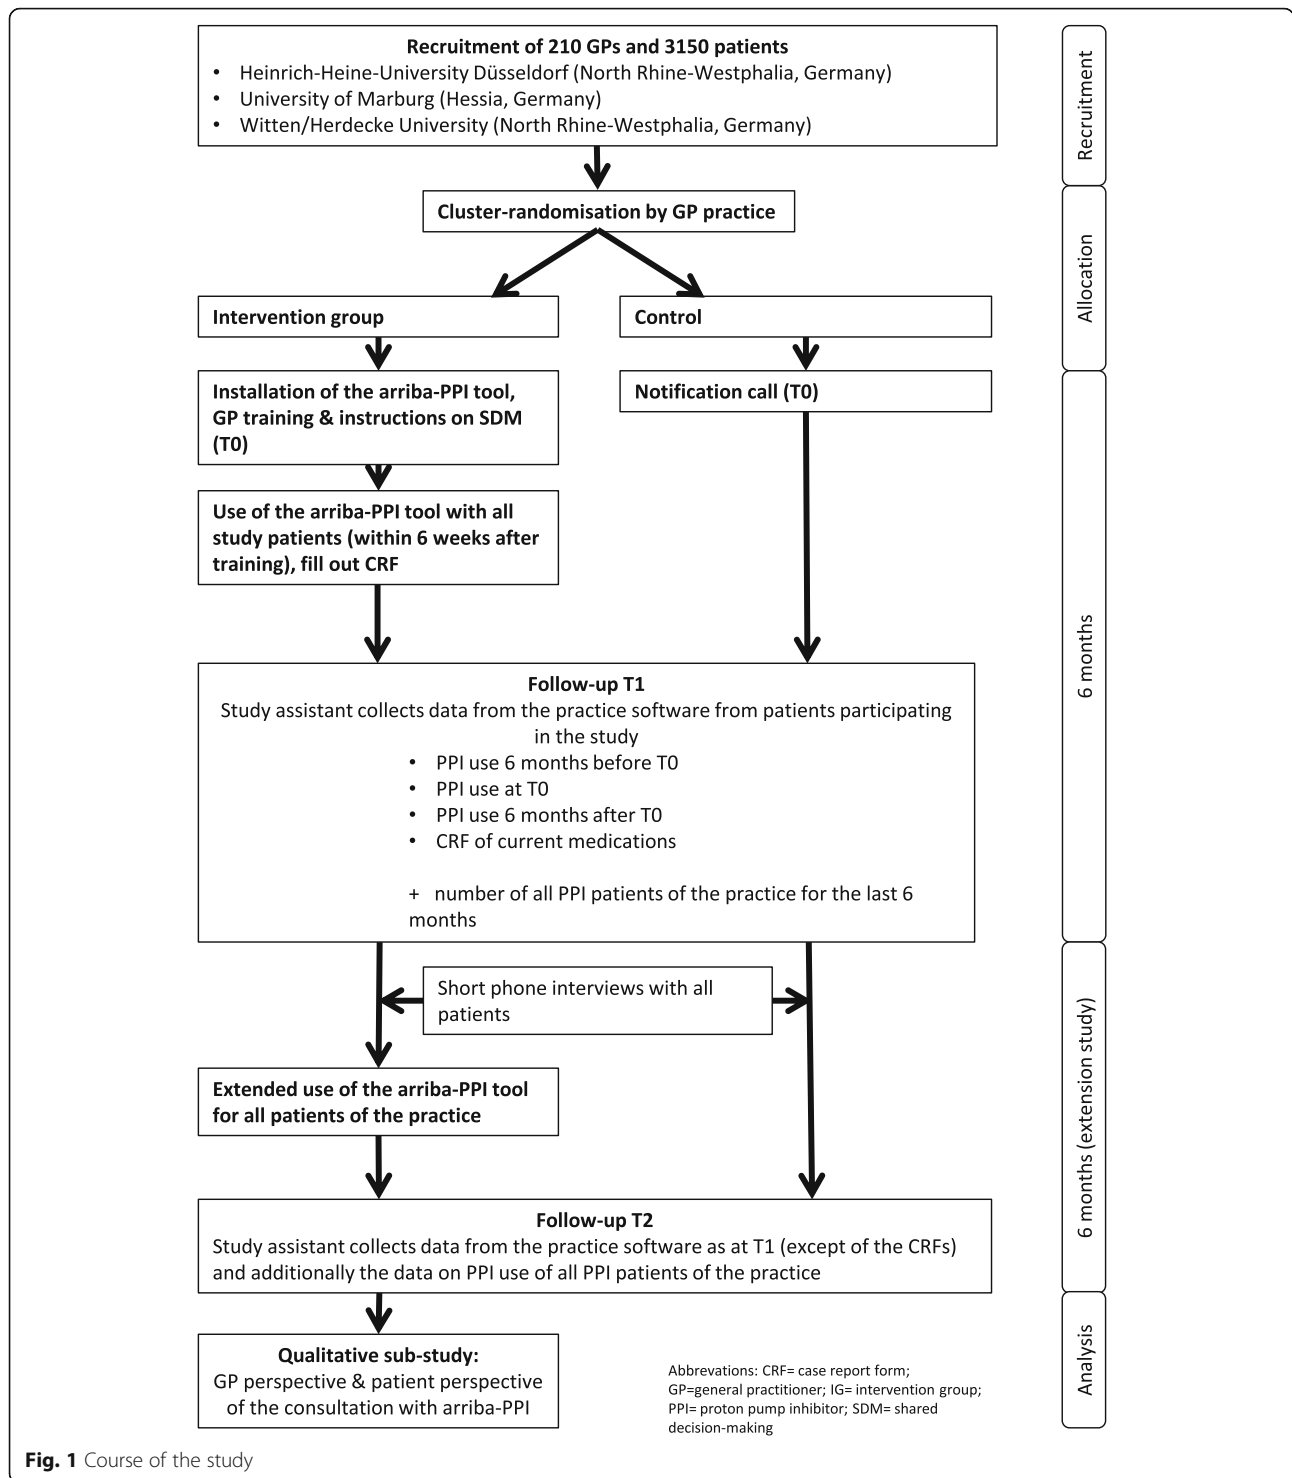 Recruitment of 210 GPs and 3150 patients
• Heinrich-Heine-University Düsseldorf (North Rhine-Westphalia, Germany)
• University of Marburg (Hessia, Germany)
• Witten/Herdecke University (North Rhine-Westphalia, Germany)
Recruitment
Cluster-randomisation by GP practice
Allocation
Intervention group
Control
Installation of the arriba-PPI tool,
GP training & instructions on SDM
(T0)
Notification call (T0)
Use of the arriba-PPI tool with all
study patients (within 6 weeks after
training), fill out CRF
6 months
Follow-up T1
Study assistant collects data from the practice software from patients participating
in the study
• PPI use 6 months before T0
• PPI use at T0
• PPI use 6 months after T0
• CRF of current medications
+ number of all PPI patients of the practice for the last 6
months
Short phone interviews with all
patients
Extended use of the arriba-PPI tool
for all patients of the practice
6 months (extension study)
Follow-up T2
Study assistant collects data from the practice software as at T1 (except of the CRFs)
and additionally the data on PPI use of all PPI patients of the practice
Qualitative sub-study:
GP perspective & patient perspective
of the consultation with arriba-PPI
Analysis
Abbrevations: CRF= case report form;
GP=general practitioner; IG= intervention group;
PPI= proton pump inhibitor; SDM= shared
decision-making
Fig. 1 Course of the study